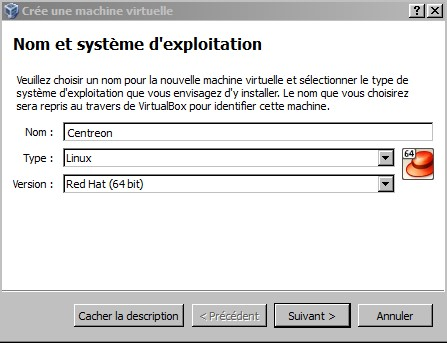 Crée une machine virtuelle
Nom et système d'exploitation
Veuillez choisir un nom pour la nouvelle machine virtuelle et sélectionner le type de
système d'exploitation que vous envisagez d'y installer. Le nom que vous choisirez
sera repris au travers de VirtualBox pour identifier cette machine.
Nom : Centreon
Type : Linux 64
Version : Red Hat (64 bit)
Cacher la description < Précédent Suivant > Annuler